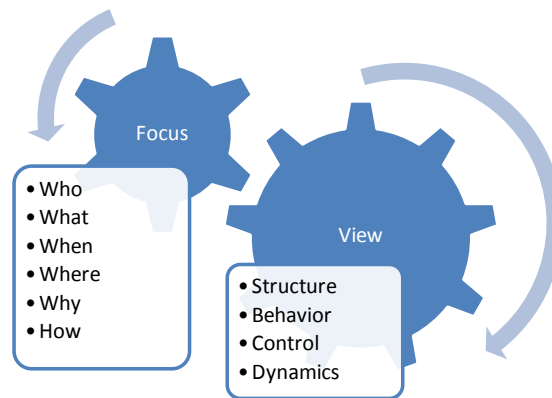 Focus
• Who
• What
• When
• Where
• Why
• How
View
• Structure
• Behavior
• Control
• Dynamics